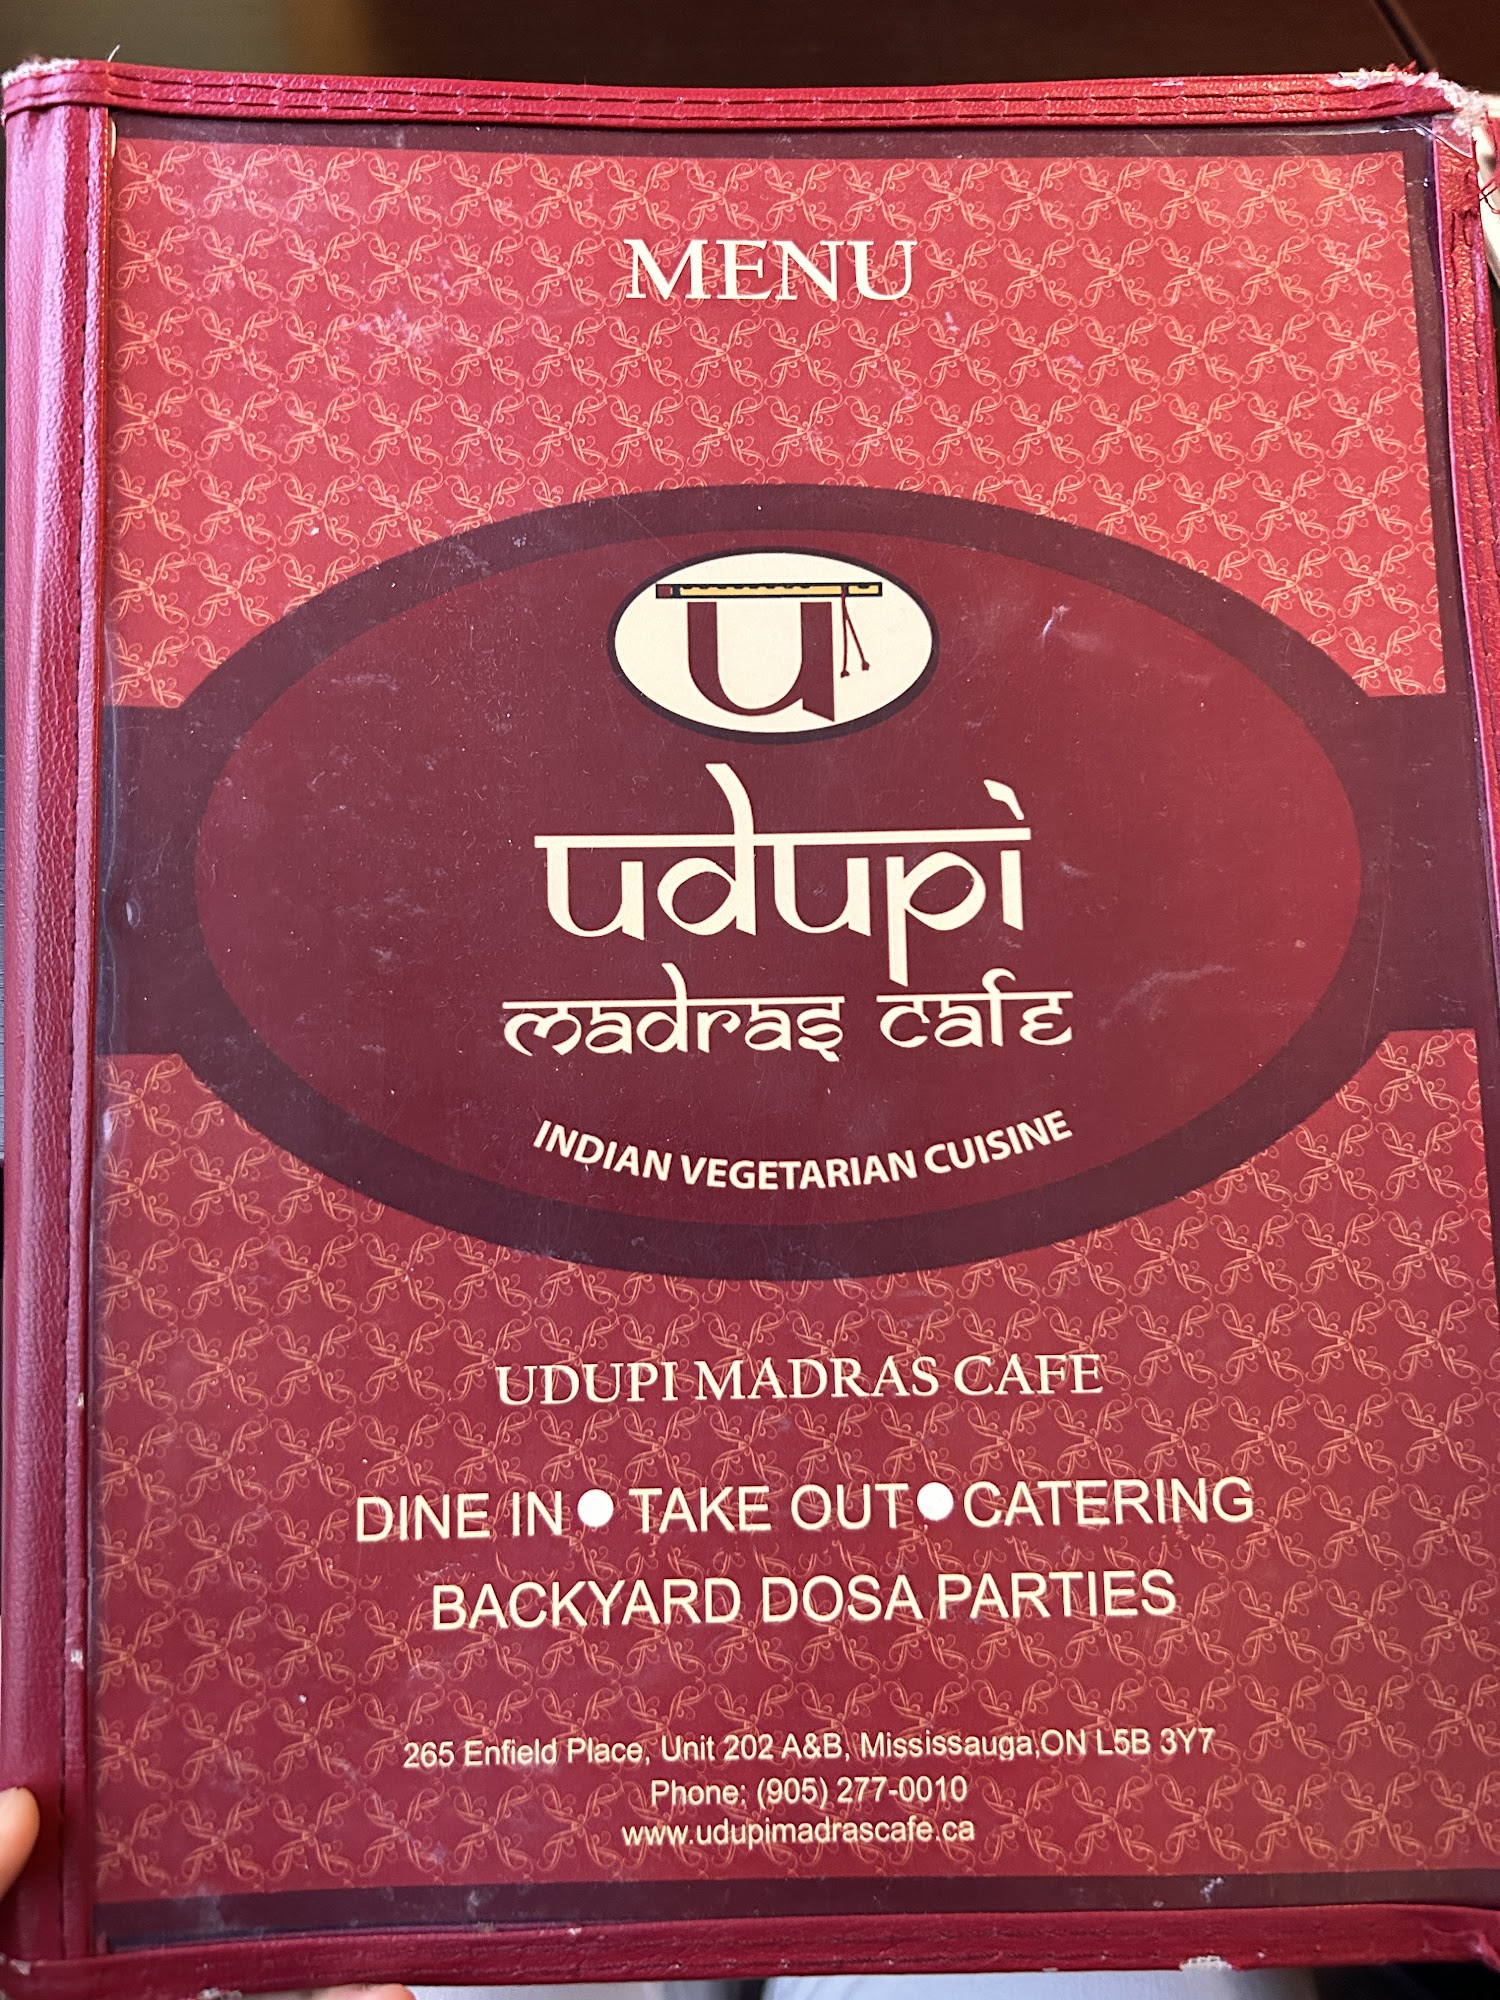 MENU
u
udupi
madras cafe
INDIAN VEGETARIAN CUISINE
UDUPI MADRAS CAFE
DINE IN ● TAKE OUT ● CATERING
BACKYARD DOSA PARTIES
265 Enfield Place, Unit 202 A&B, Mississauga,ON L5B 3Y7
Phone: (905) 277-0010
www.udupimadrascafe.ca